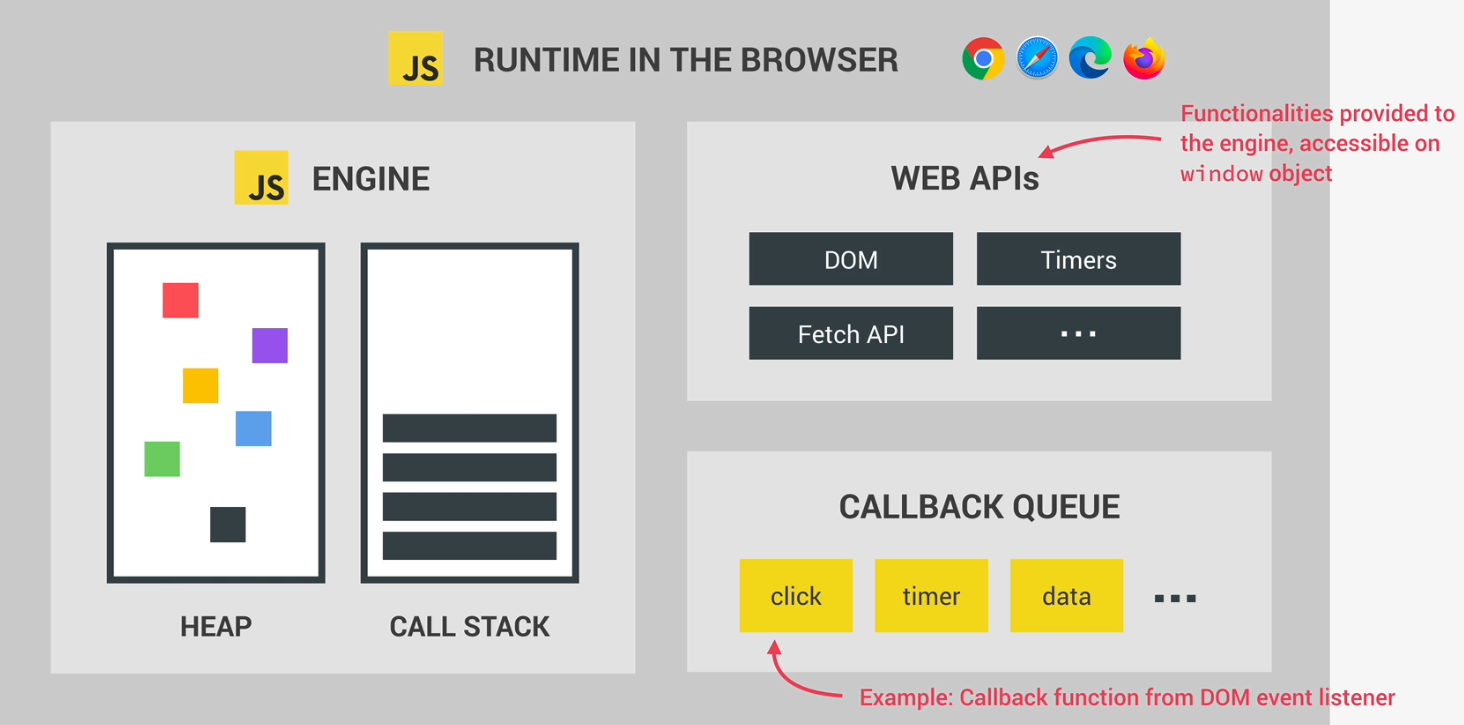 JS RUNTIME IN THE BROWSER
Functionalities provided to
the engine, accessible on
window object
JS ENGINE
HEAP
CALL STACK
WEB APIs
DOM
Timers
Fetch API
...
CALLBACK QUEUE
click
timer
data
...
Example: Callback function from DOM event listener